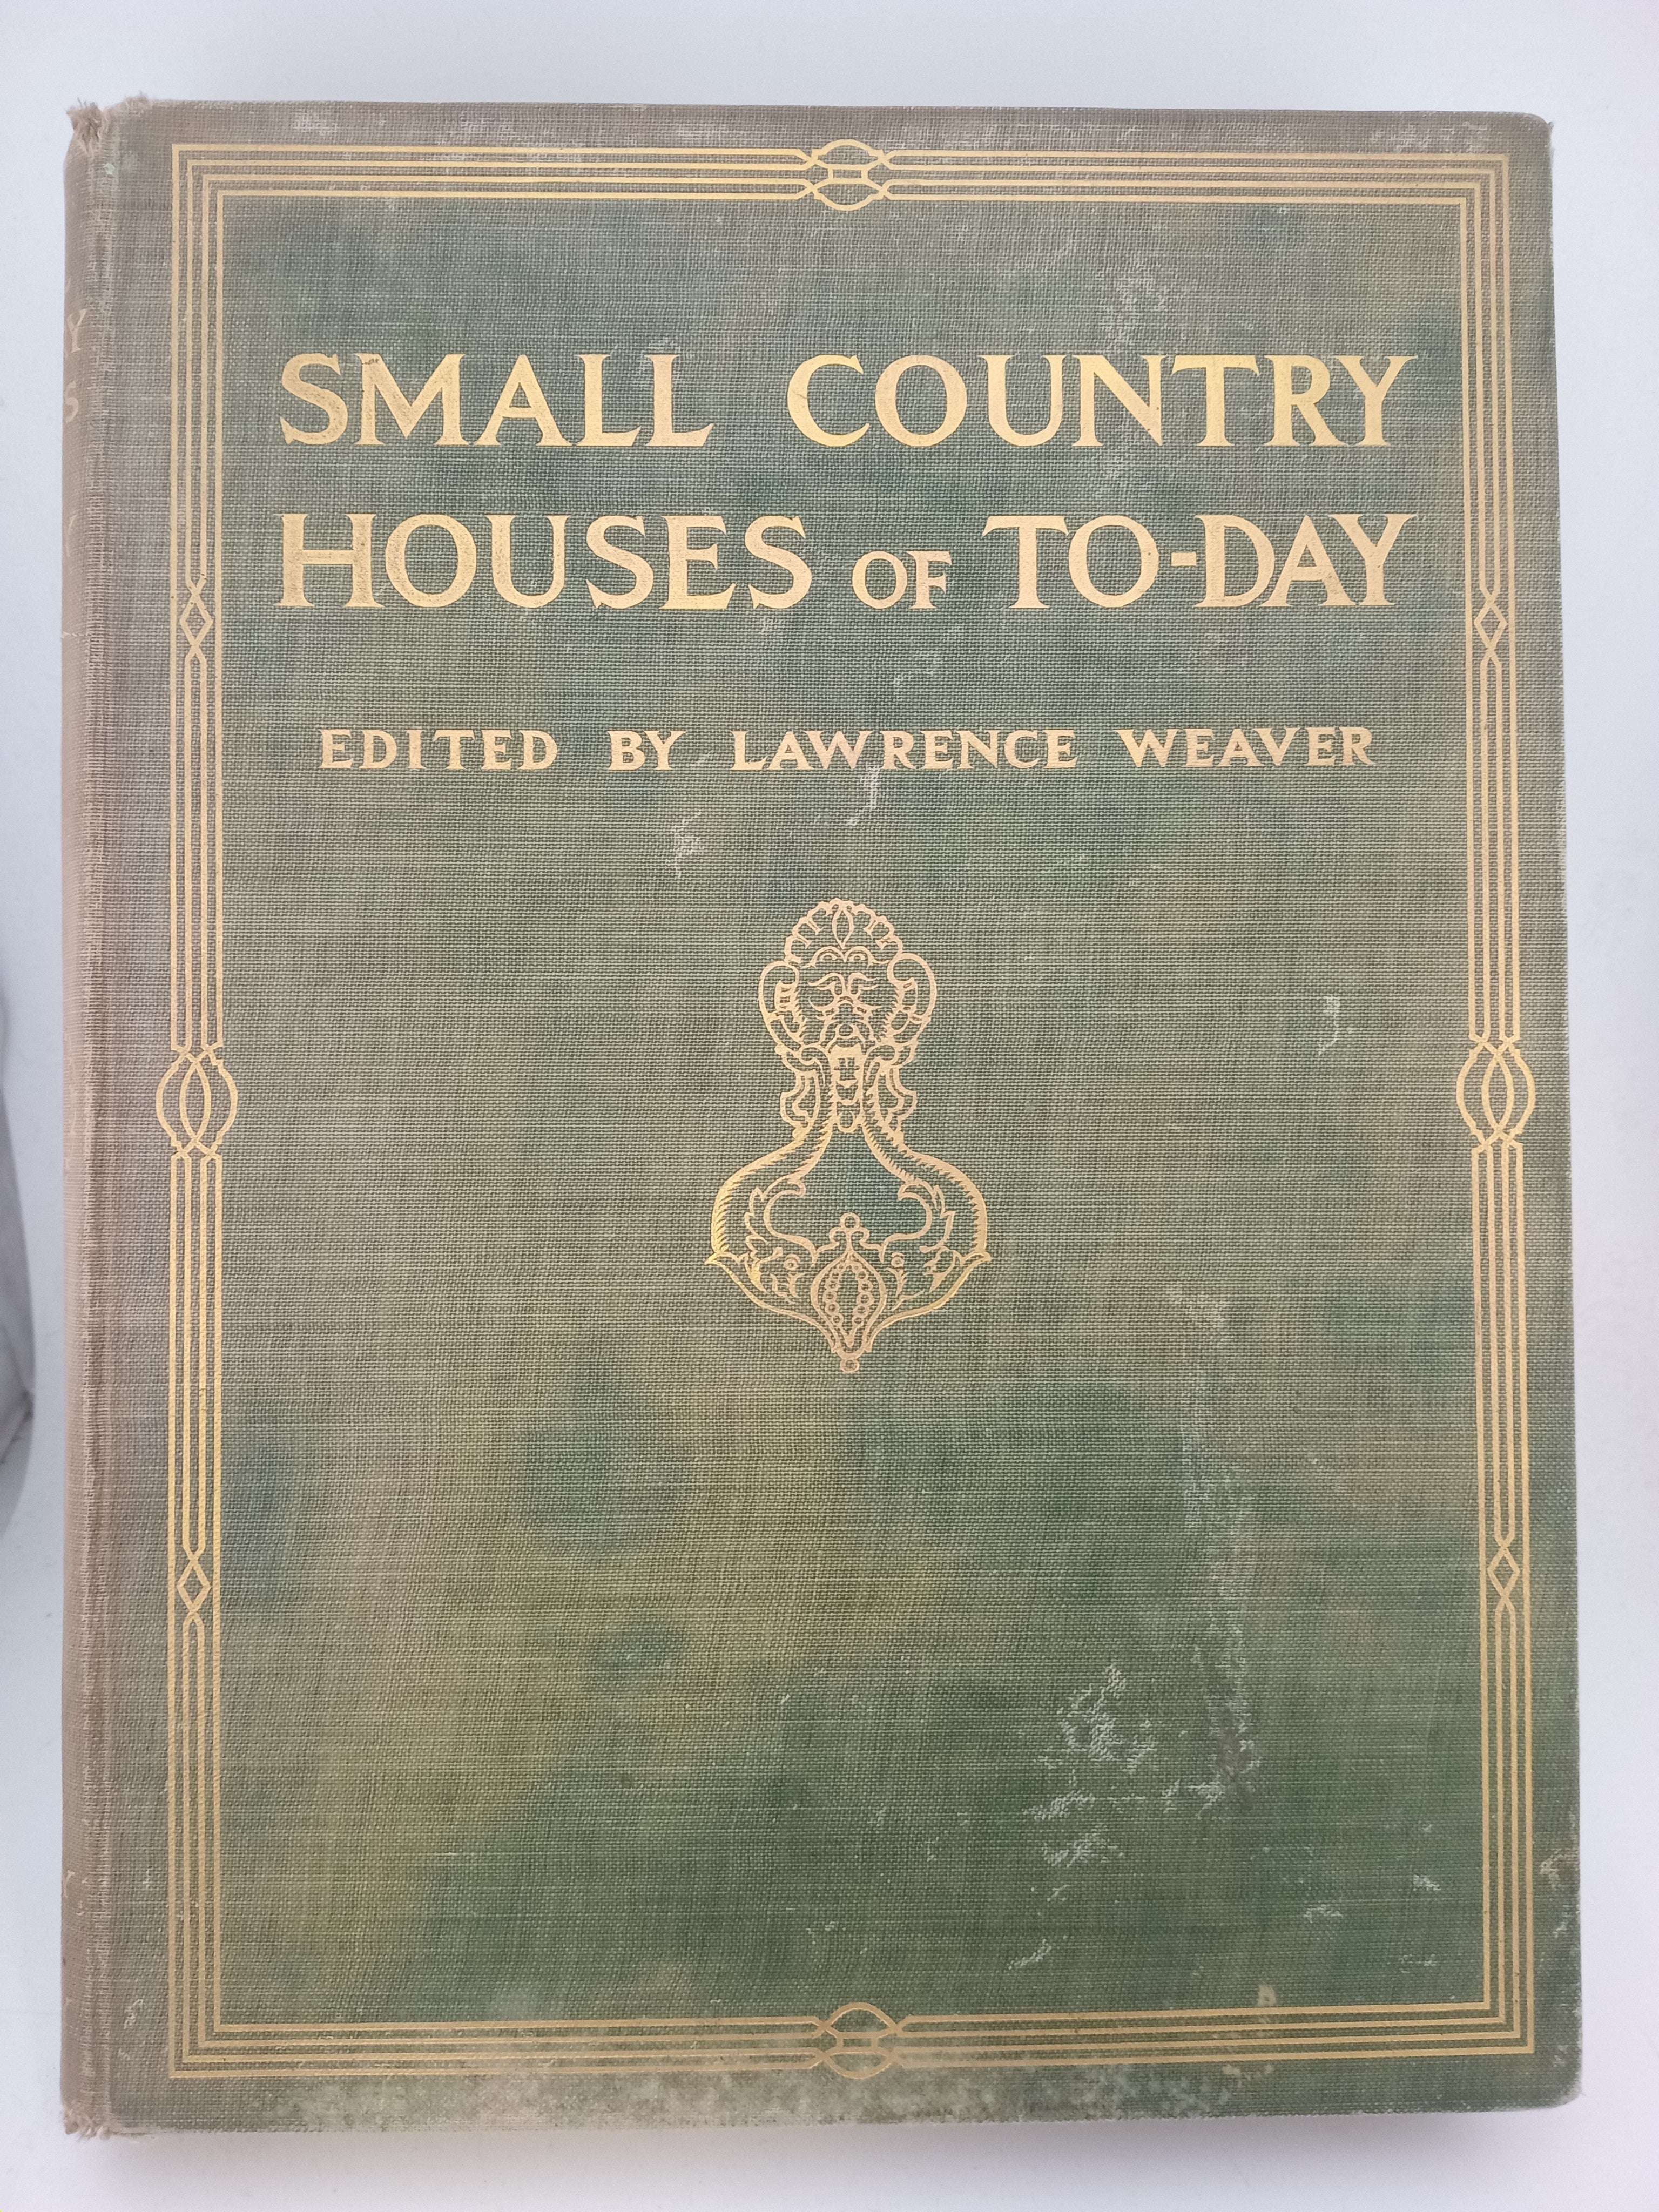 SMALL COUNTRY
HOUSES OF TO-DAY
EDITED BY LAWRENCE WEAVER